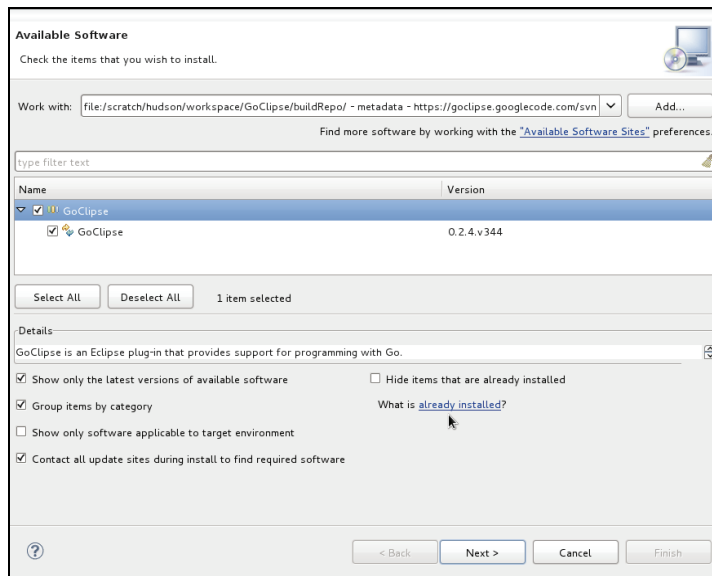 Available Software
Check the items that you wish to install.
Work with: file:/scratch/hudson/workspace/GoClipse/buildRepo/ - metadata - https://goclipse.googlecode.com/svn Add...
Find more software by working with the "Available Software Sites" preferences.
type filter text
Name Version
GoClipse
GoClipse 0.2.4.v344
Select All Deselect All 1 item selected
Details
GoClipse is an Eclipse plug-in that provides support for programming with Go.
Show only the latest versions of available software Hide items that are already installed
Group items by category What is already installed?
Show only software applicable to target environment
Contact all update sites during install to find required software
? < Back Next > Cancel Finish